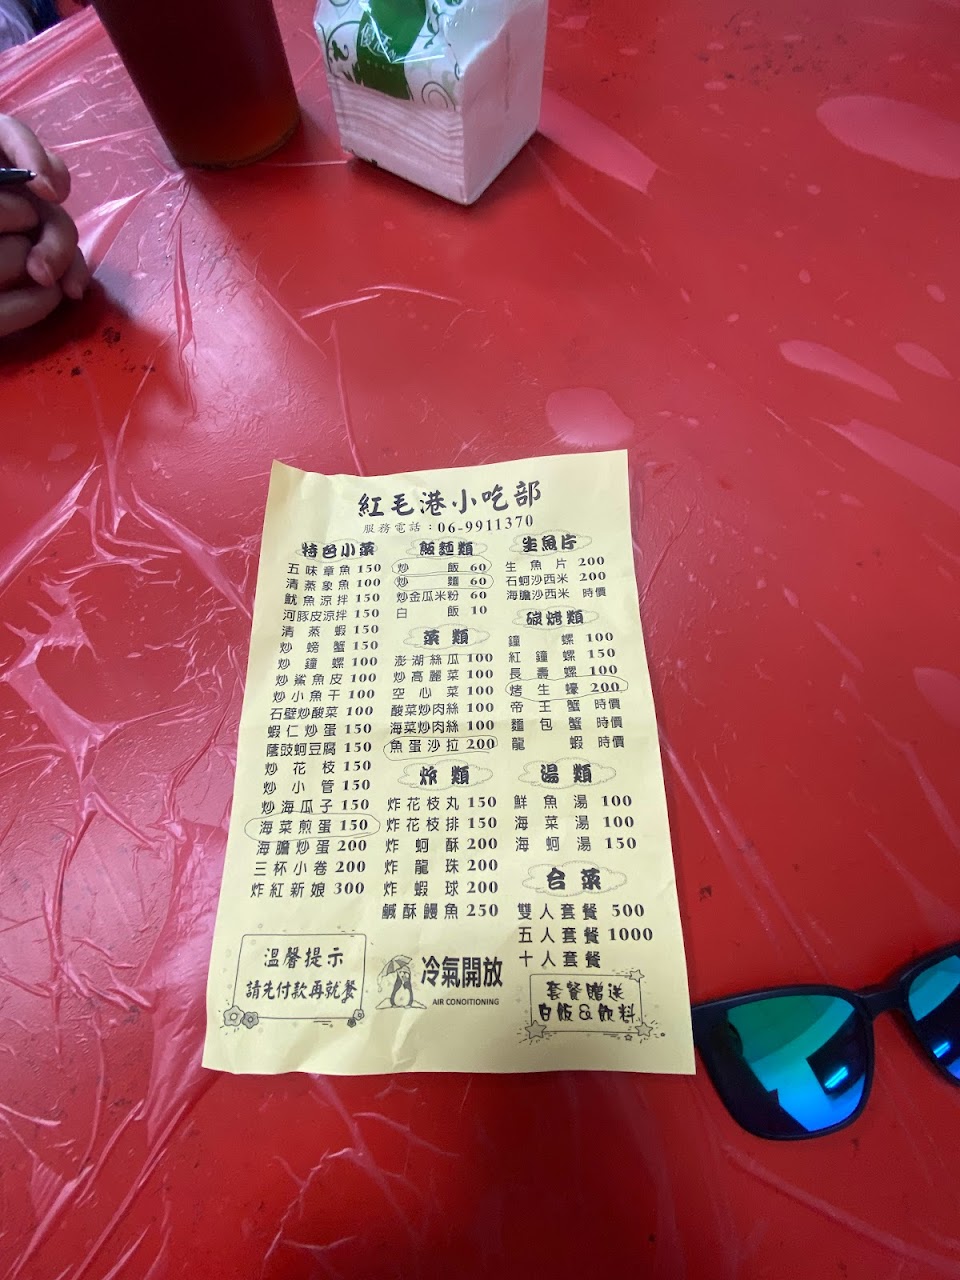 紅毛港小吃部
服務電話：06-9911370
特色小菜
五味章魚 150
清蒸象魚 100
魷魚涼拌 150
河豚皮涼拌 150
清蒸蝦 150
炒螃蟹 150
炒鐘螺 100
炒鯊魚皮 100
炒小魚干 100
石壁炒酸菜 100
蝦仁炒蛋 150
蔭豉蚵豆腐 150
炒花枝 150
炒小管 150
炒海瓜子 150
海菜煎蛋 150
海膽炒蛋 200
三杯小卷 200
炸紅新娘 300
飯麵類
炒飯 60
炒麵 60
炒金瓜米粉 60
白飯 10
菜類
澎湖絲瓜 100
炒高麗菜 100
空心菜 100
酸菜炒肉絲 100
海菜炒肉絲 100
魚蛋沙拉 200
炸類
炸花枝丸 150
炸花枝排 150
炸蚵酥 200
炸龍珠 200
炸蝦球 200
鹹酥鰻魚 250
生魚片
生魚片 200
石蚵沙西米 200
海膽沙西米 時價
碳烤類
鐘螺 100
紅鐘螺 150
長壽螺 100
烤生蠔 200
帝王蟹 時價
麵包蟹 時價
龍蝦 時價
湯類
鮮魚湯 100
海菜湯 100
海蚵湯 150
合菜
雙人套餐 500
五人套餐 1000
十人套餐
溫馨提示
請先付款再就餐
冷氣開放
AIR CONDITIONING
套餐贈送
白飯&飲料